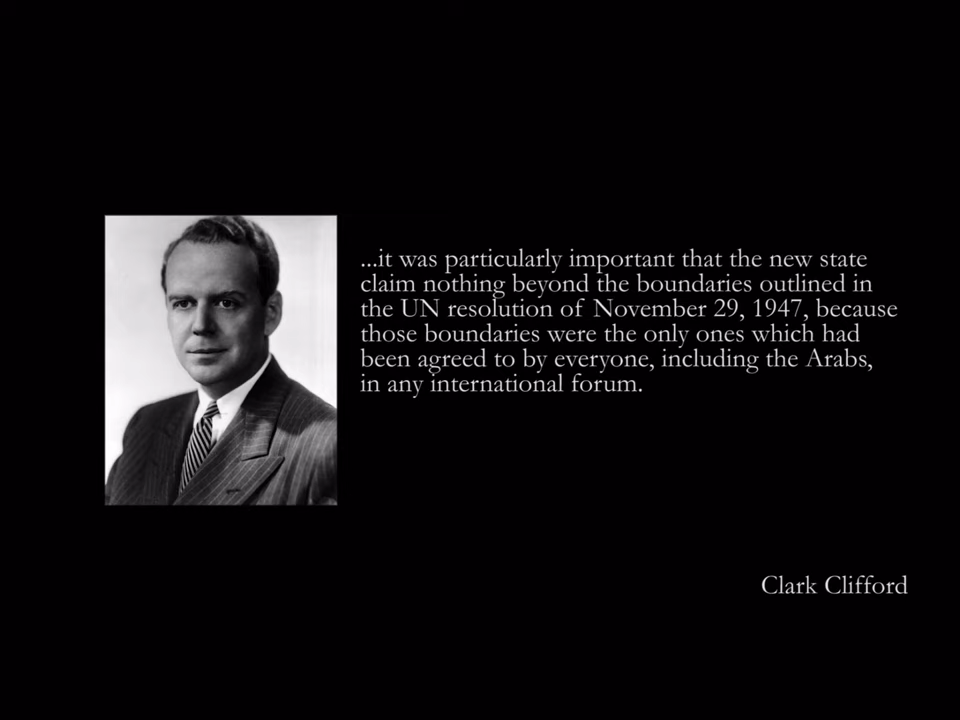 ...it was particularly important that the new state
claim nothing beyond the boundaries outlined in
the UN resolution of November 29, 1947, because
those boundaries were the only ones which had
been agreed to by everyone, including the Arabs,
in any international forum.
Clark Clifford